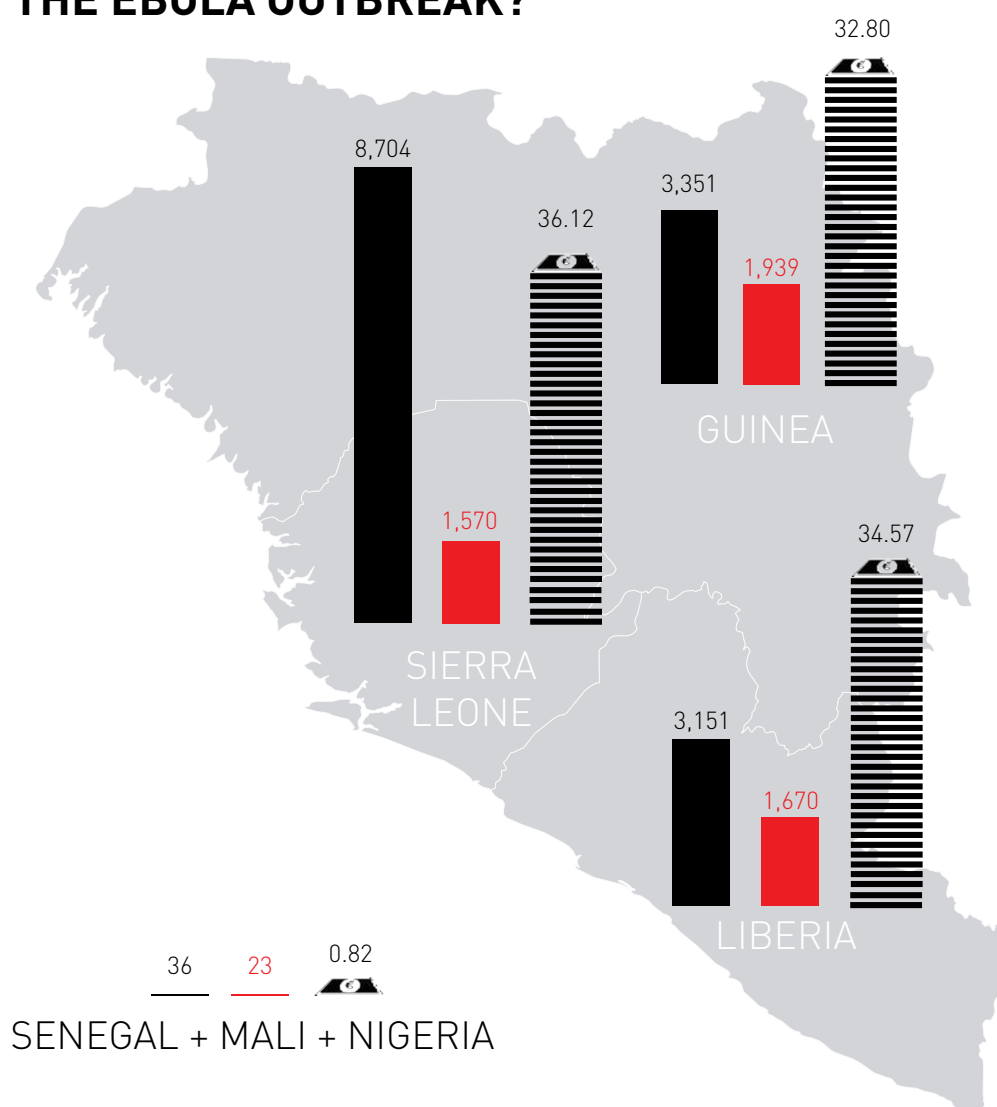 THE EBOLA OUTBREAK?
32.80
8,704
3,351
36.12
1,939
GUINEA
1,570
34.57
SIERRA
LEONE
3,151
1,670
LIBERIA
36 23 0.82
SENEGAL + MALI + NIGERIA